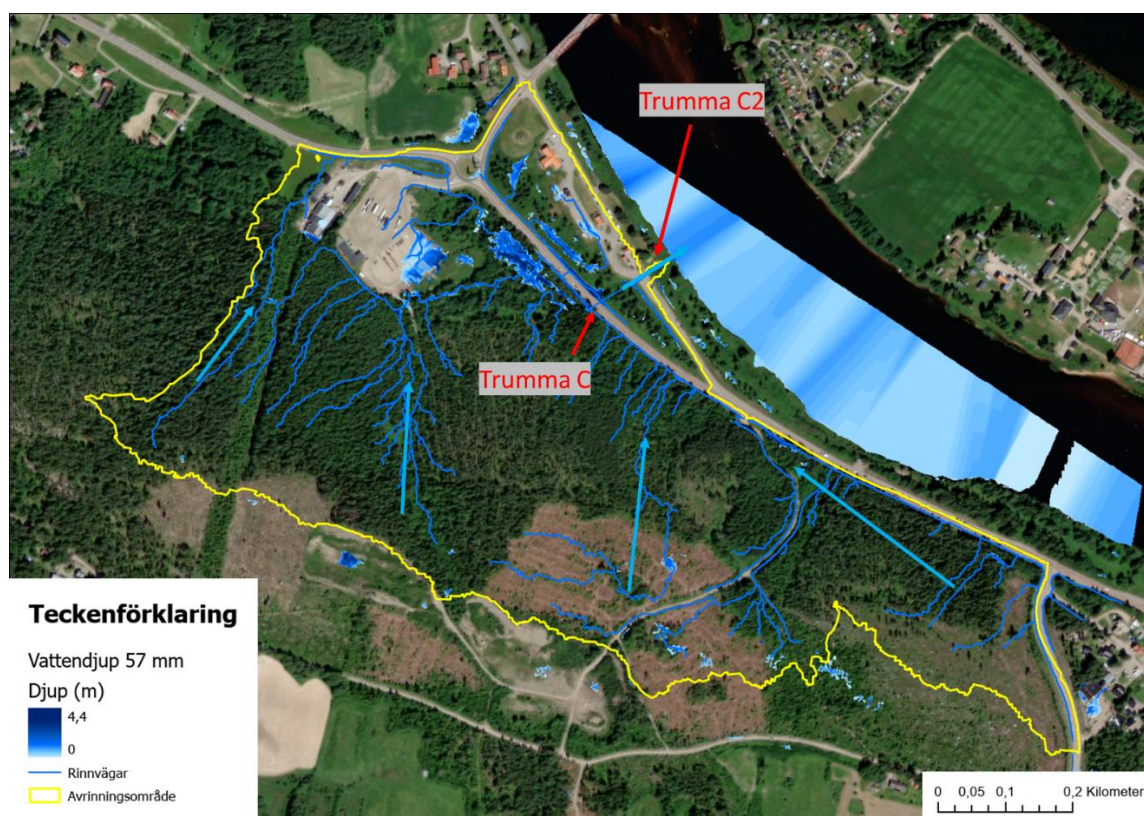 Trumma C2
Trumma C
Teckenförklaring
Vattendjup 57 mm
Djup (m)
4,4
0
Rinnvägar
Avrinningsområde
0 0,05 0,1 0,2 Kilometer